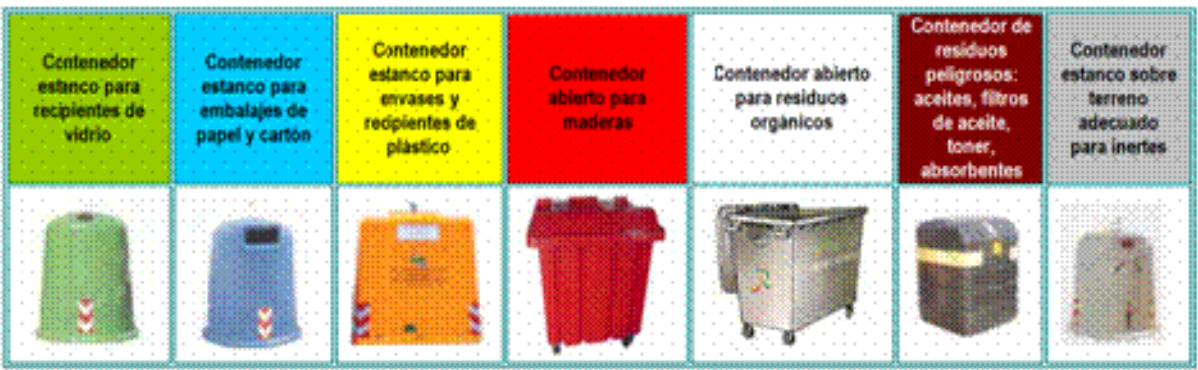 Contenedor
estanco para
recipientes de
vidrio
Contenedor
estanco para
embalajes de
papel y cartón
Contenedor
estanco para
envases y
recipientes de
plástico
Contenedor
abierto para
maderas
Contenedor abierto
para residuos
orgánicos
Contenedor de
residuos
peligrosos:
aceites, filtros
de aceite,
toner,
absorbentes
Contenedor
estanco sobre
terreno
adecuado
para inertes